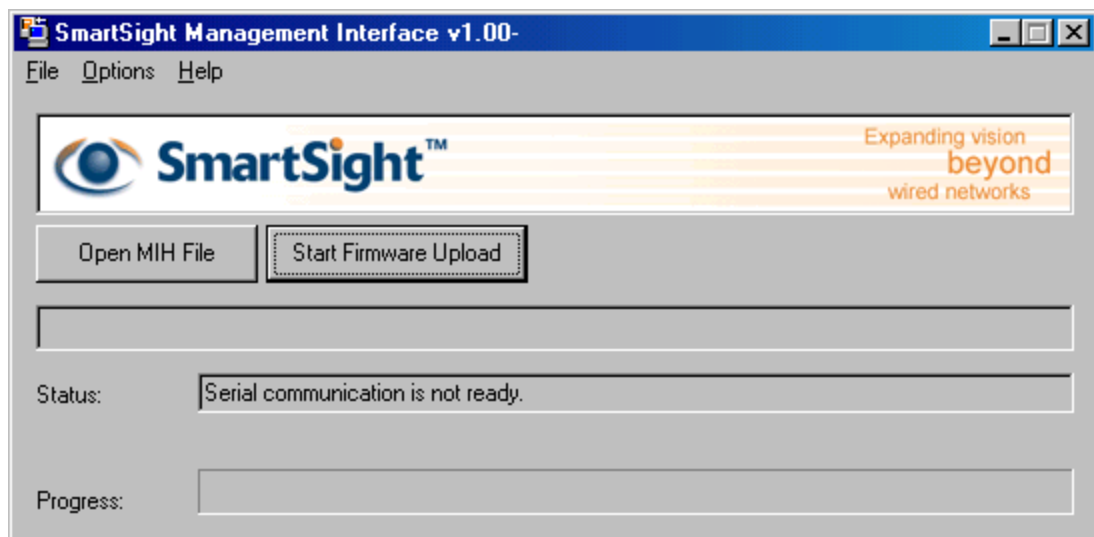 SmartSight Management Interface v1.00-
File Options Help
SmartSight™
Expanding vision
beyond
wired networks
Open MIH File
Start Firmware Upload
Status:
Serial communication is not ready.
Progress: